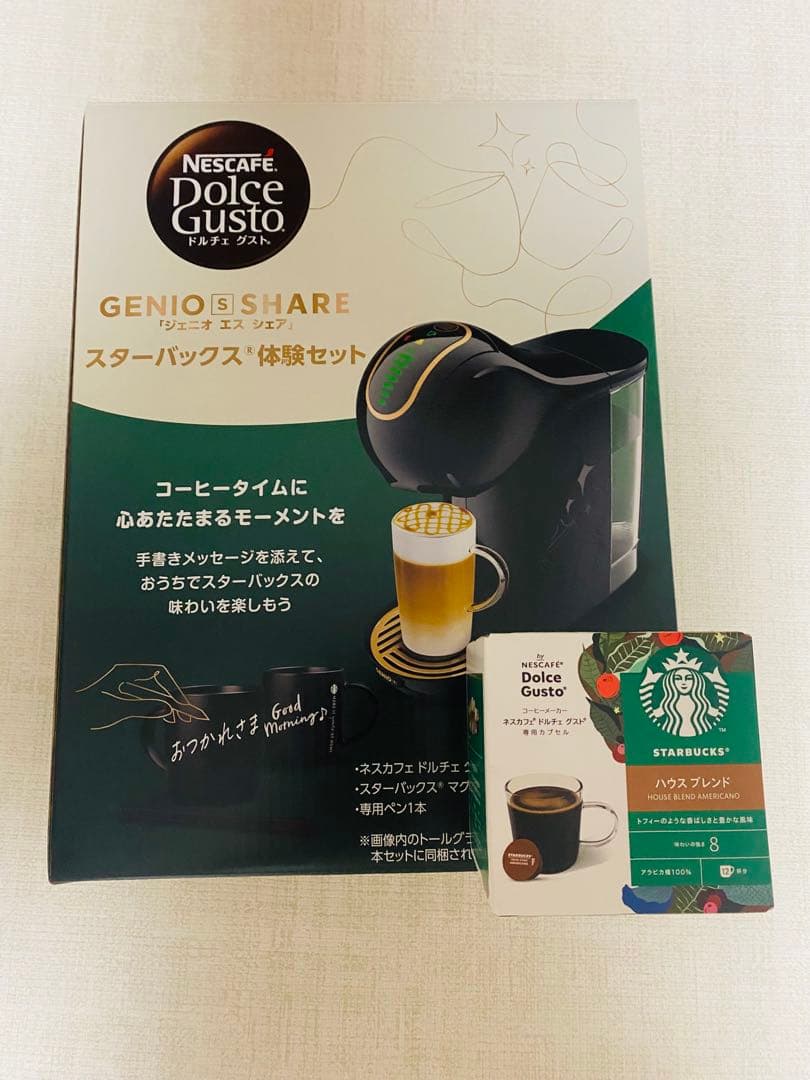 NESCAFÉ.
Dolce
Gusto.
ドルチェ グスト®
GENIO S SHARE
「ジェニオ エス シェア」
スターバックス®体験セット
コーヒータイムに
心あたたまるモーメントを
手書きメッセージを添えて、
おうちでスターバックスの
味わいを楽しもう
おつかれさま
Good
Morning♪
・ネスカフェ ドルチェ
・スターバックス® マグ
・専用ペン1本
※画像内のトールグラ
本セットに同梱され
by
NESCAFÉ®
Dolce
Gusto®
コーヒーメーカー
ネスカフェ® ドルチェ グスト®
専用カプセル
STARBUCKS®
ハウス ブレンド
HOUSE BLEND AMERICANO
トフィーのような香ばしさと豊かな風味
味わいの強さ 8
アラビカ種100%
12杯分
STARBUCKS